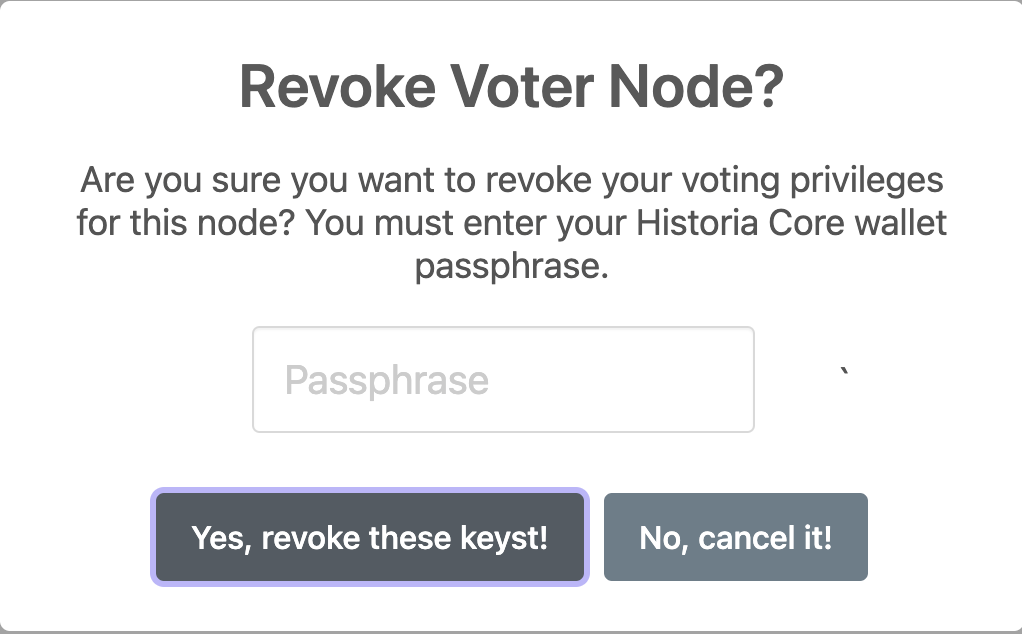 Revoke Voter Node?
Are you sure you want to revoke your voting privileges
for this node? You must enter your Historia Core wallet
passphrase.
Passphrase
`
Yes, revoke these keyst!
No, cancel it!